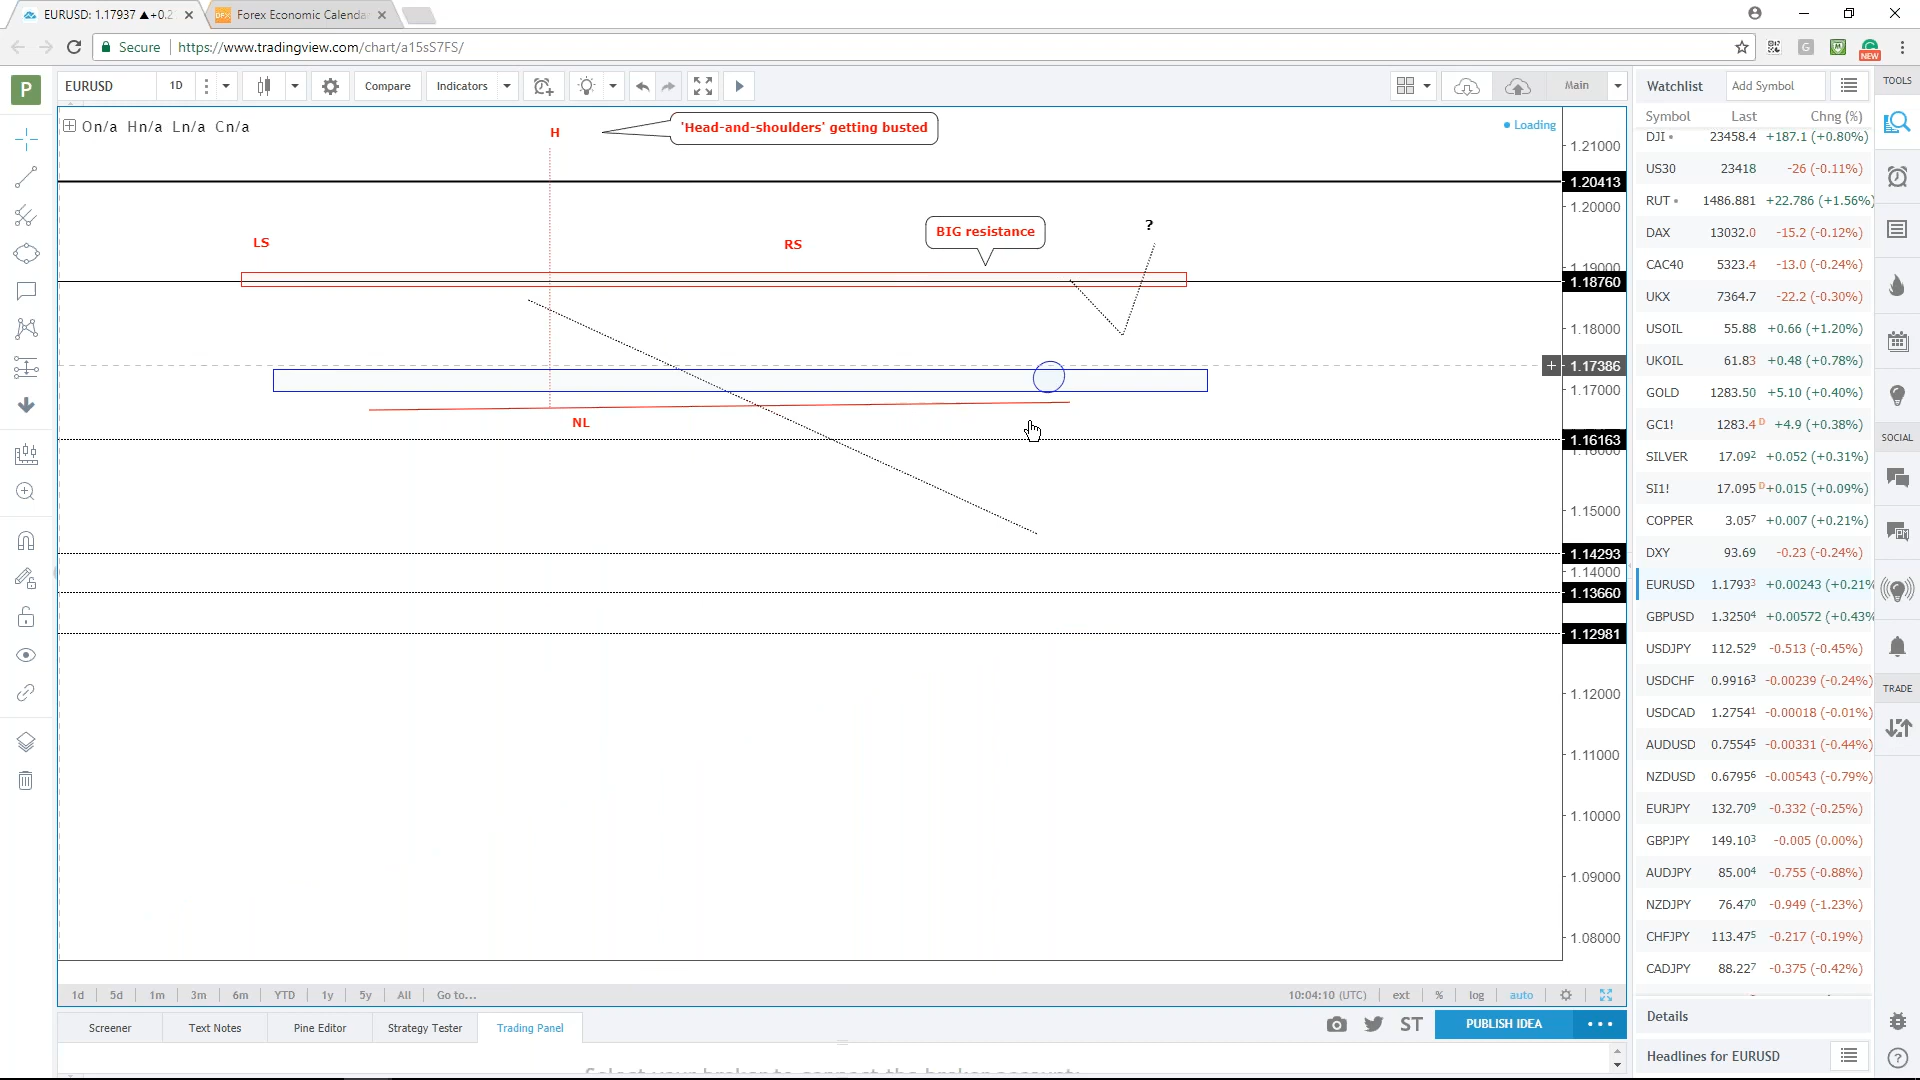 EURUSD: 1.17937 ▲+0.2
Forex Economic Calenda
Secure | https://www.tradingview.com/chart/a15sS7FS/
NEW
P
EURUSD 1D Compare Indicators Main
Watchlist Add Symbol TOOLS
On/a Hn/a Ln/a Cn/a
H
'Head-and-shoulders' getting busted
Loading
LS
RS
BIG resistance
?
NL
1.21000
1.20413
1.20000
1.19000
1.18760
1.18000
1.17386
1.17000
1.16163
1.16000
1.15000
1.14293
1.14000
1.13660
1.12981
1.12000
1.11000
1.10000
1.09000
1.08000
Symbol Last Chng (%)
DJI 23458.4 +187.1 (+0.80%)
US30 23418 -26 (-0.11%)
RUT 1486.881 +22.786 (+1.56%)
DAX 13032.0 -15.2 (-0.12%)
CAC40 5323.4 -13.0 (-0.24%)
UKX 7364.7 -22.2 (-0.30%)
USOIL 55.88 +0.66 (+1.20%)
UKOIL 61.83 +0.48 (+0.78%)
GOLD 1283.50 +5.10 (+0.40%)
GC1! 1283.4 D +4.9 (+0.38%)
SILVER 17.092 +0.052 (+0.31%)
SI1! 17.095 D +0.015 (+0.09%)
COPPER 3.057 +0.007 (+0.21%)
DXY 93.69 -0.23 (-0.24%)
EURUSD 1.17933 +0.00243 (+0.21%
GBPUSD 1.32504 +0.00572 (+0.43%
USDJPY 112.529 -0.513 (-0.45%)
USDCHF 0.99163 -0.00239 (-0.24%)
USDCAD 1.27541 -0.00018 (-0.01%)
AUDUSD 0.75545 -0.00331 (-0.44%)
NZDUSD 0.67956 -0.00543 (-0.79%)
EURJPY 132.709 -0.332 (-0.25%)
GBPJPY 149.103 -0.005 (0.00%)
AUDJPY 85.004 -0.755 (-0.88%)
NZDJPY 76.470 -0.949 (-1.23%)
CHFJPY 113.475 -0.217 (-0.19%)
CADJPY 88.227 -0.375 (-0.42%)
SOCIAL
TRADE
1d 5d 1m 3m 6m YTD 1y 5y All Go to... 10:04:10 (UTC) ext % log auto
Screener Text Notes Pine Editor Strategy Tester Trading Panel ST PUBLISH IDEA
Details
Headlines for EURUSD